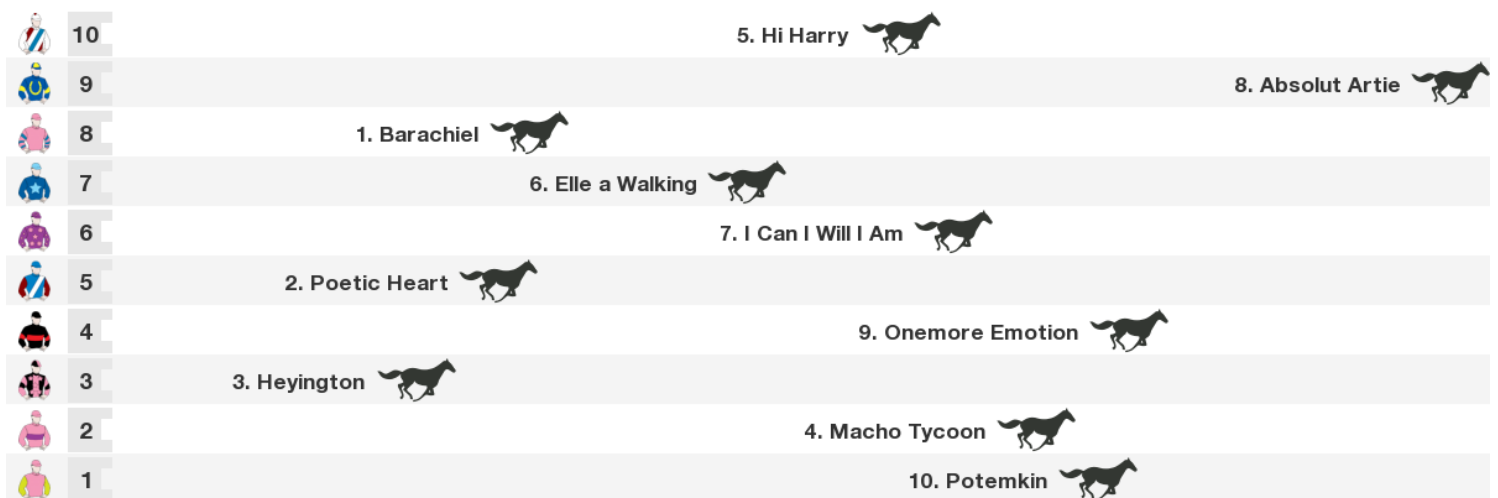 10 5. Hi Harry
9 8. Absolut Artie
8 1. Barachiel
7 6. Elle a Walking
6 7. I Can I Will I Am
5 2. Poetic Heart
4 9. Onemore Emotion
3 3. Heyington
2 4. Macho Tycoon
1 10. Potemkin